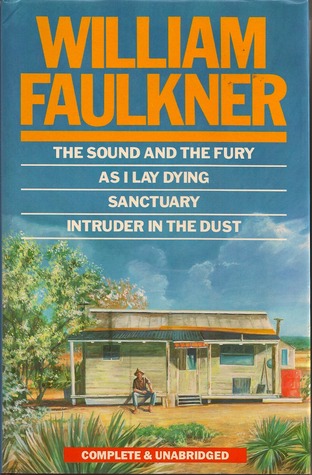 WILLIAM
FAULKNER
THE SOUND AND THE FURY
AS I LAY DYING
SANCTUARY
INTRUDER IN THE DUST
COMPLETE & UNABRIDGED